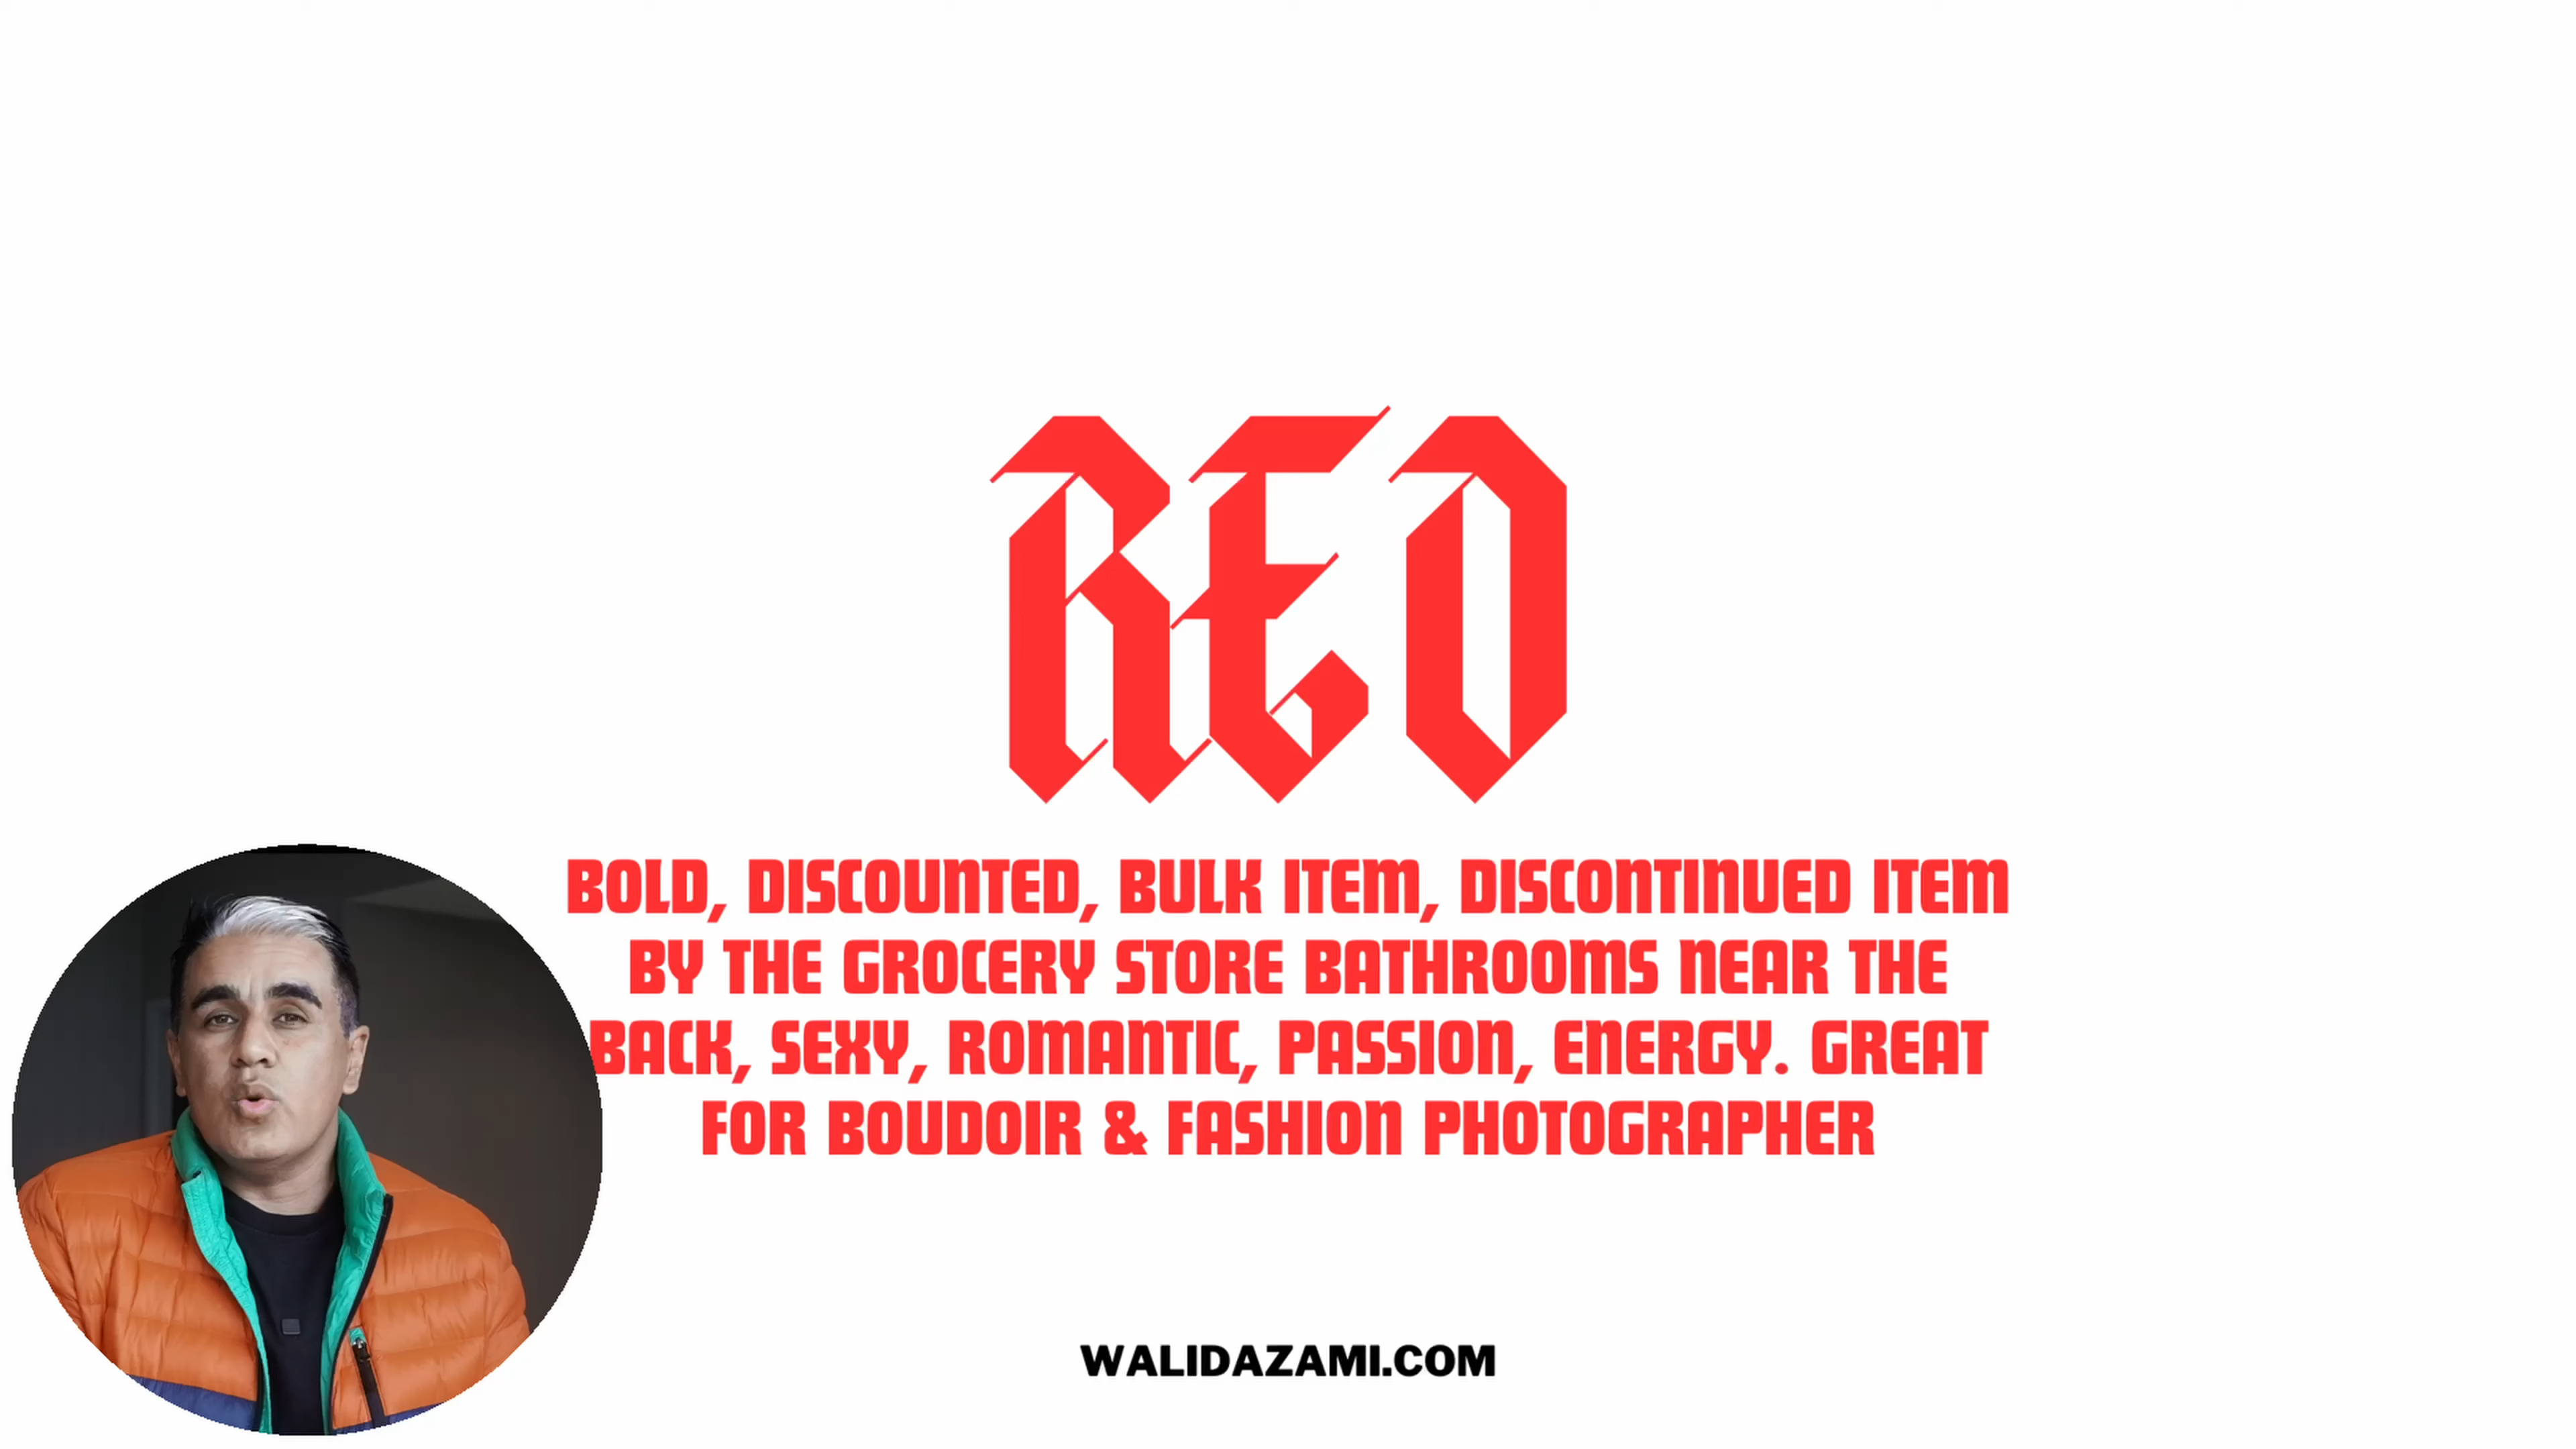 RED
BOLD, DISCOUNTED, BULK ITEM, DISCONTINUED ITEM
BY THE GROCERY STORE BATHROOMS NEAR THE
BACK, SEXY, ROMANTIC, PASSION, ENERGY. GREAT
FOR BOUDOIR & FASHION PHOTOGRAPHER
WALIDAZAMI.COM